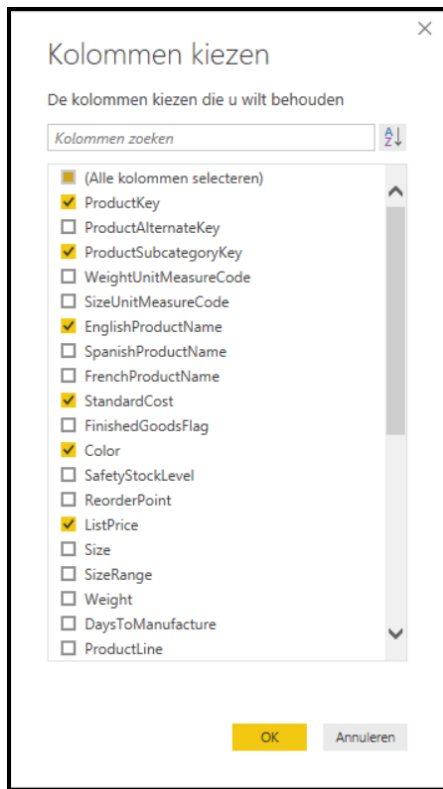 Kolommen kiezen
De kolommen kiezen die u wilt behouden
Kolommen zoeken
(Alle kolommen selecteren)
ProductKey
ProductAlternateKey
ProductSubcategoryKey
WeightUnitMeasureCode
SizeUnitMeasureCode
EnglishProductName
SpanishProductName
FrenchProductName
StandardCost
FinishedGoodsFlag
Color
SafetyStockLevel
ReorderPoint
ListPrice
Size
SizeRange
Weight
DaysToManufacture
ProductLine
OK Annuleren